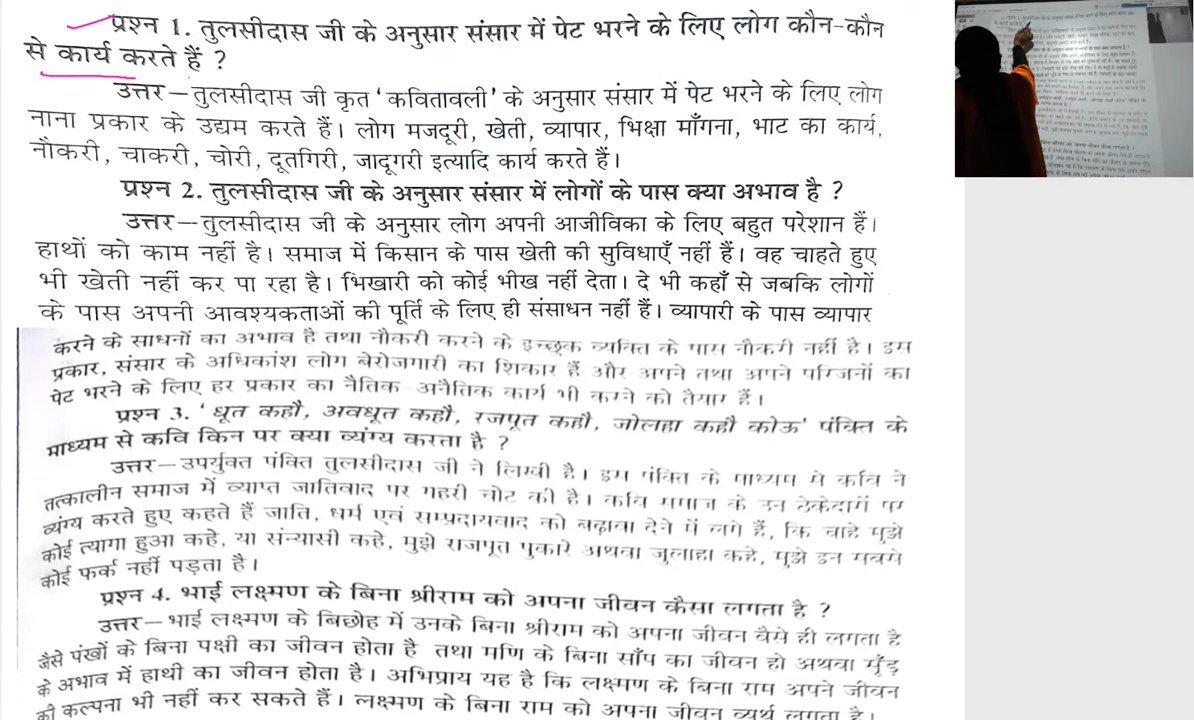 प्रश्न 1. तुलसीदास जी के अनुसार संसार में पेट भरने के लिए लोग कौन-कौन
से कार्य करते हैं ?
उत्तर – तुलसीदास जी कृत ' कवितावली ' के अनुसार संसार में पेट भरने के लिए लोग
नाना प्रकार के उद्यम करते हैं। लोग मजदूरी, खेती, व्यापार, भिक्षा माँगना, भाट का कार्य,
नौकरी, चाकरी, चोरी, दूतगिरी, जादूगरी इत्यादि कार्य करते हैं।
प्रश्न 2. तुलसीदास जी के अनुसार संसार में लोगों के पास क्या अभाव है ?
उत्तर – तुलसीदास जी के अनुसार लोग अपनी आजीविका के लिए बहुत परेशान हैं।
हाथों को काम नहीं है। समाज में किसान के पास खेती की सुविधाएँ नहीं हैं। वह चाहते हुए
भी खेती नहीं कर पा रहा है। भिखारी को कोई भीख नहीं देता। दे भी कहाँ से जबकि लोगों
के पास अपनी आवश्यकताओं की पूर्ति के लिए ही संसाधन नहीं हैं। व्यापारी के पास व्यापार
करने के साधनों का अभाव है तथा नौकरी करने के इच्छुक व्यक्ति के पास नौकरी नहीं है। इस
प्रकार, संसार के अधिकांश लोग बेरोजगारी का शिकार हैं और अपने तथा अपने परिजनों का
पेट भरने के लिए हर प्रकार का नैतिक अनैतिक कार्य भी करने को तैयार हैं।
प्रश्न 3. ' धूत कहौ, अवधूत कहौ, रजपूत कहौ, जोलहा कहौ कोऊ' पंक्ति के
माध्यम से कवि किन पर क्या व्यंग्य करता है ?
उत्तर – उपर्युक्त पंक्ति तुलसीदास जी ने लिखी है। इस पंक्ति के माध्यम से कवि ने
तत्कालीन समाज में व्याप्त जातिवाद पर गहरी चोट की है। कवि समाज के उन ठेकेदारों पर
व्यंग्य करते हुए कहते हैं जाति, धर्म एवं सम्प्रदायवाद को बढ़ावा देने में लगे हैं, कि चाहे मुझे
कोई त्यागा हुआ कहे, या संन्यासी कहे, मुझे राजपूत पुकारे अथवा जुलाहा कहे, मुझे इन सबसे
कोई फर्क नहीं पड़ता है।
प्रश्न 4. भाई लक्ष्मण के बिना श्रीराम को अपना जीवन कैसा लगता है ?
उत्तर – भाई लक्ष्मण के बिछोह में उनके बिना श्रीराम को अपना जीवन वैसे ही लगता है
जैसे पंखों के बिना पक्षी का जीवन होता है तथा मणि के बिना साँप का जीवन हो अथवा सूँड़
के अभाव में हाथी का जीवन होता है। अभिप्राय यह है कि लक्ष्मण के बिना राम अपने जीवन
की कल्पना भी नहीं कर सकते हैं। लक्ष्मण के बिना राम को अपना जीवन व्यर्थ लगता है।